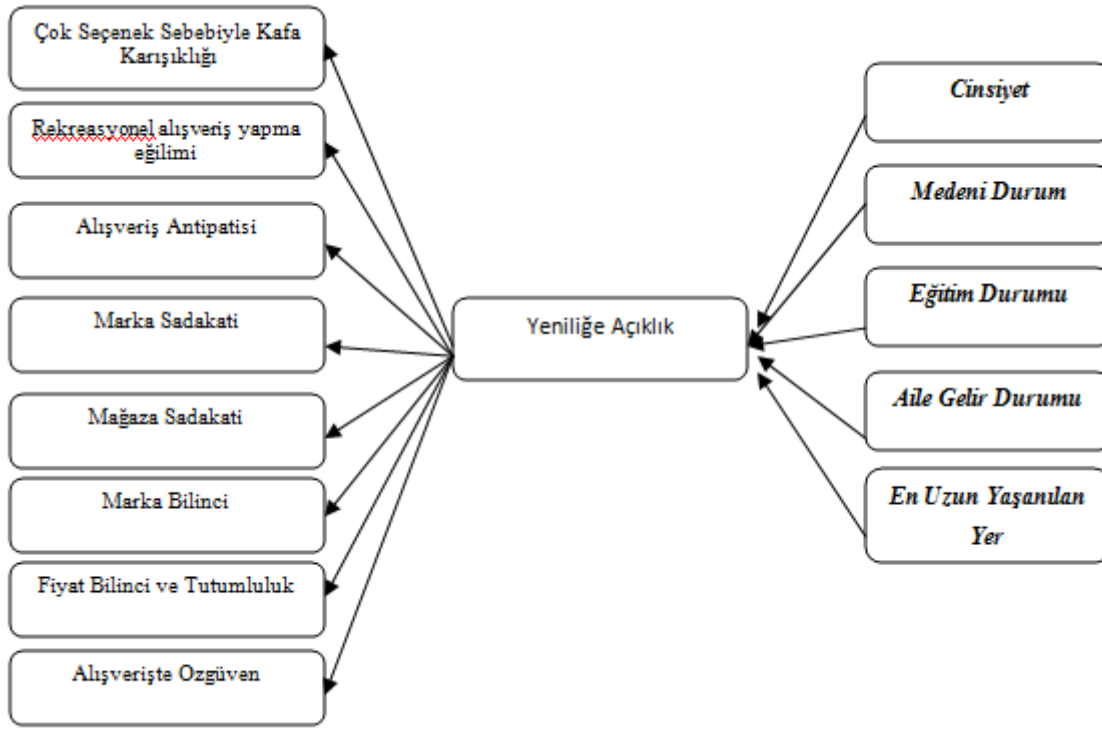 Çok Seçenek Sebebiyle Kafa
Karışıklığı
Rekreasyonel alışveriş yapma
eğilimi
Alışveriş Antipatisi
Marka Sadakati
Mağaza Sadakati
Marka Bilinci
Fiyat Bilinci ve Tutumluluk
Alışverişte Ozgüven
Yeniliğe Açıklık
Cinsiyet
Medeni Durum
Eğitim Durumu
Aile Gelir Durumu
En Uzun Yaşanılan
Yer